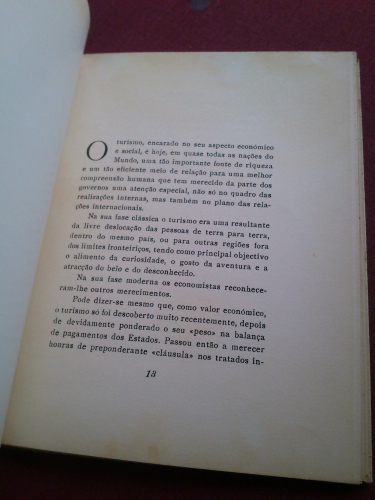 O turismo, encarado no seu aspecto económico
e social, é hoje, em quase todas as nações do
Mundo, uma tão importante fonte de riqueza
e um tão eficiente meio de relação para uma melhor
compreensão humana que tem merecido da parte dos
governos uma atenção especial, não só no quadro das
realizações internas, mas também no plano das rela-
ções internacionais.
Na sua fase clássica o turismo era uma resultante
da livre deslocação das pessoas de terra para terra,
dentro do mesmo país, ou para outras regiões fora
dos limites fronteiriços, tendo como principal objectivo
o alimento da curiosidade, o gosto da aventura e a
atracção do belo e do desconhecido.
Na sua fase moderna os economistas reconhece-
ram-lhe outros merecimentos.
Pode dizer-se mesmo que, como valor económico,
o turismo só foi descoberto muito recentemente, depois
de devidamente ponderado o seu «peso» na balança
de pagamentos dos Estados. Passou então a merecer
honras de preponderante «cláusula» nos tratados in-
13